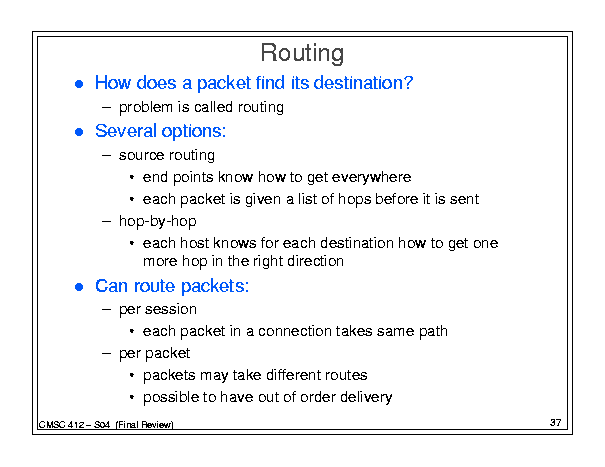 Routing
● How does a packet find its destination?
– problem is called routing
● Several options:
– source routing
• end points know how to get everywhere
• each packet is given a list of hops before it is sent
– hop-by-hop
• each host knows for each destination how to get one
more hop in the right direction
● Can route packets:
– per session
• each packet in a connection takes same path
– per packet
• packets may take different routes
• possible to have out of order delivery
CMSC 412 – S04 (Final Review)
37